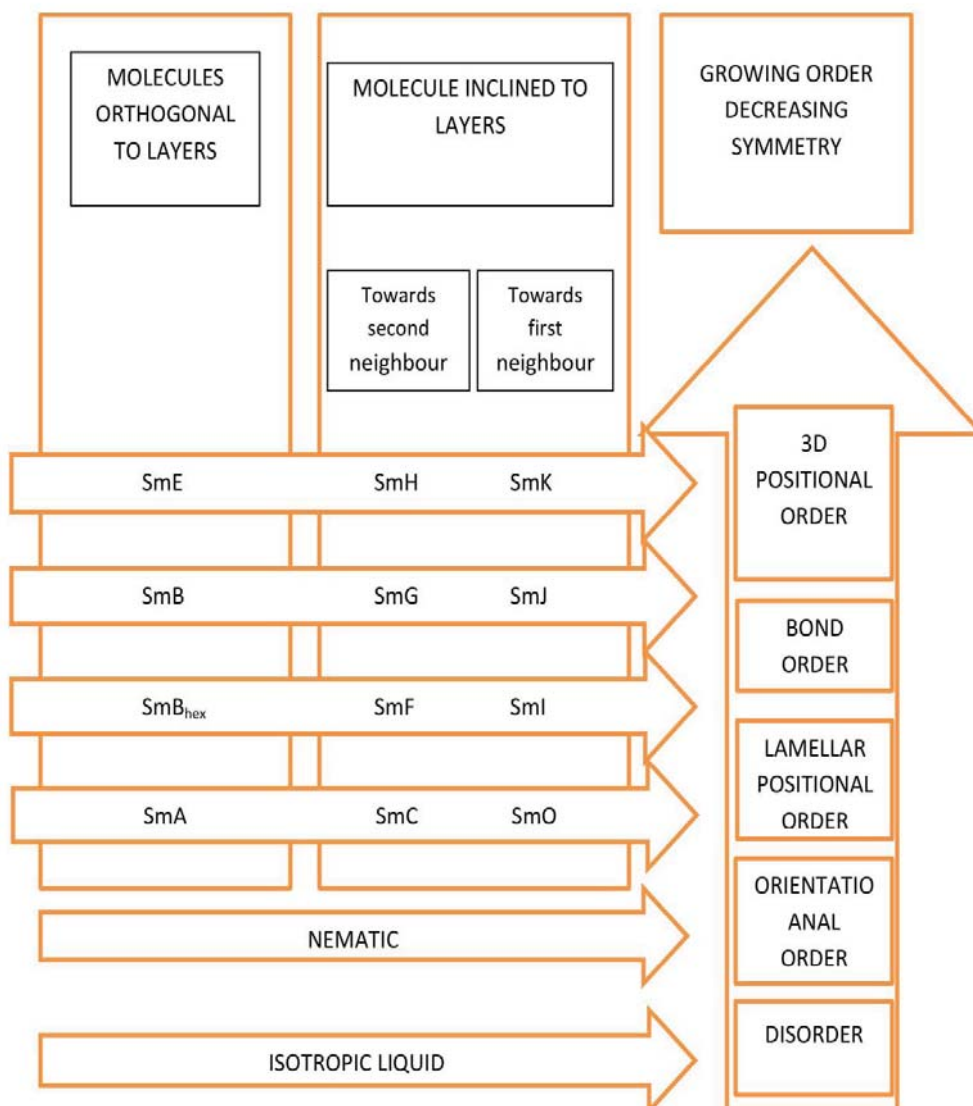 MOLECULES
ORTHOGONAL
TO LAYERS
MOLECULE INCLINED TO
LAYERS
GROWING ORDER
DECREASING
SYMMETRY
Towards
second
neighbour
Towards
first
neighbour
SmE SmH SmK
3D
POSITIONAL
ORDER
SmB SmG SmJ
BOND
ORDER
SmBhex SmF SmI
LAMELLAR
POSITIONAL
ORDER
SmA SmC SmO
ORIENTATIO
ANAL
ORDER
NEMATIC
DISORDER
ISOTROPIC LIQUID